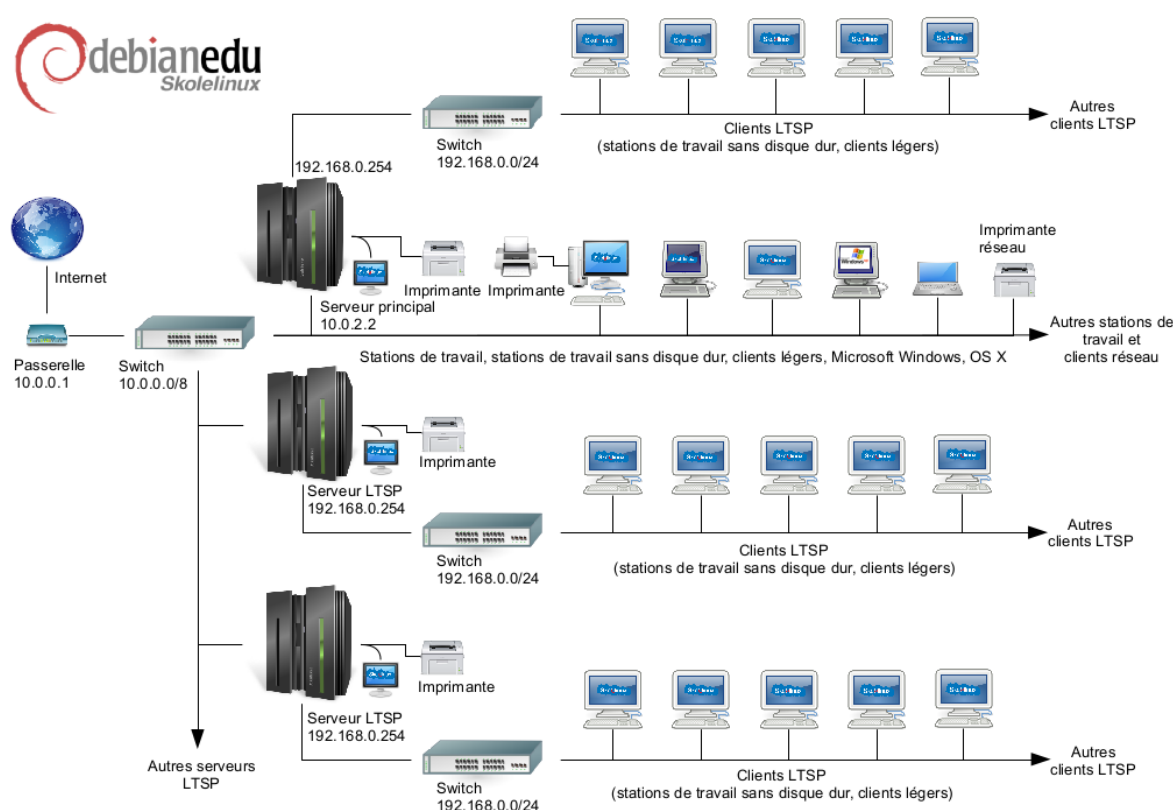 debianedu
Skolelinux
Autres
clients LTSP
Clients LTSP
(stations de travail sans disque dur, clients légers)
Switch
192.168.0.0/24
192.168.0.254
Internet
Imprimante
Imprimante
Imprimante
réseau
Serveur principal
10.0.2.2
Passerelle
10.0.0.1
Switch
10.0.0.0/8
Stations de travail, stations de travail sans disque dur, clients légers, Microsoft Windows, OS X
Autres stations de
travail et
clients réseau
Imprimante
Serveur LTSP
192.168.0.254
Switch
192.168.0.0/24
Clients LTSP
(stations de travail sans disque dur, clients légers)
Autres
clients LTSP
Imprimante
Serveur LTSP
192.168.0.254
Autres serveurs
LTSP
Switch
192.168.0.0/24
Clients LTSP
(stations de travail sans disque dur, clients légers)
Autres
clients LTSP